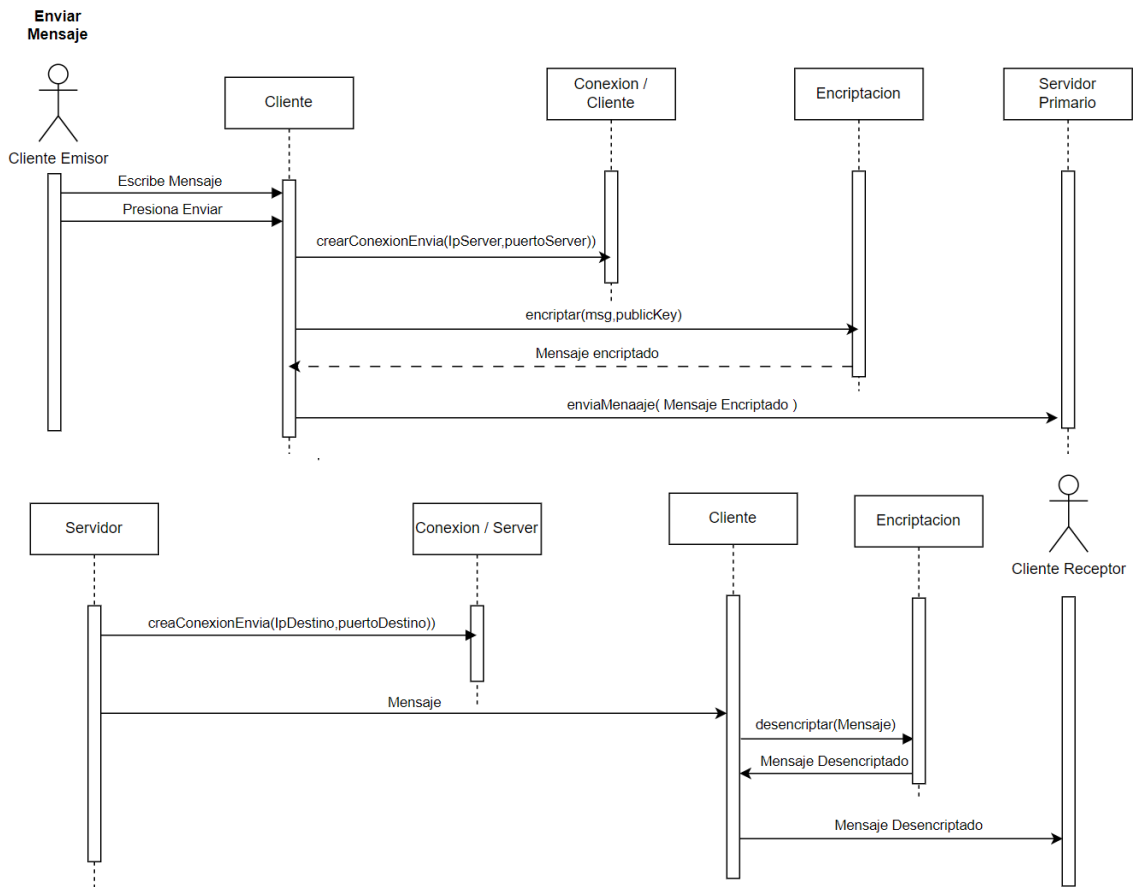 Enviar
Mensaje
Cliente
Conexion /
Cliente
Encriptacion
Servidor
Primario
Cliente Emisor
Escribe Mensaje
Presiona Enviar
crearConexionEnvia(IpServer,puertoServer))
encriptar(msg,publicKey)
Mensaje encriptado
enviaMenaaje( Mensaje Encriptado )
.
Servidor
Conexion / Server
Cliente
Encriptacion
Cliente Receptor
creaConexionEnvia(IpDestino,puertoDestino))
Mensaje
desencriptar(Mensaje)
Mensaje Desencriptado
Mensaje Desencriptado